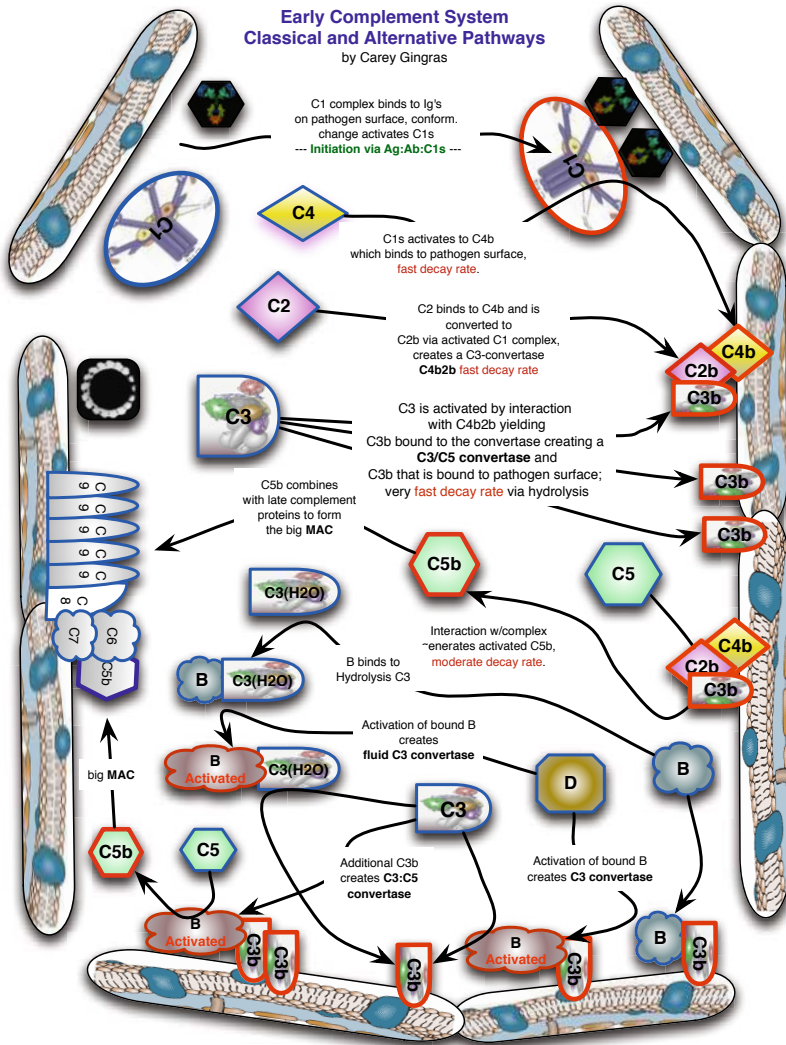 Early Complement System
Classical and Alternative Pathways
by Carey Gingras
C1 complex binds to Ig's
on pathogen surface, conform.
change activates C1s
--- Initiation via Ag:Ab:C1s ---
C1
C1
C4
C1s activates to C4b
which binds to pathogen surface,
fast decay rate.
C2
C2 binds to C4b and is
converted to
C2b via activated C1 complex,
creates a C3-convertase
C4b2b fast decay rate
C4b
C2b
C3b
C3
C3 is activated by interaction
with C4b2b yielding
C3b bound to the convertase creating a
C3/C5 convertase and
C3b that is bound to pathogen surface;
very fast decay rate via hydrolysis
C3b
C3b
C5b combines
with late complement
proteins to form
the big MAC
C 9
C 9
C 9
C 9
C 9
C 8
C7
C6
C5b
C5b
C5
C3(H2O)
Interaction w/complex
enerates activated C5b,
moderate decay rate.
C4b
C2b
C3b
B
C3(H2O)
B binds to
Hydrolysis C3
B
Activated
C3(H2O)
Activation of bound B
creates
fluid C3 convertase
D
B
big MAC
C3
C5b
C5
Additional C3b
creates C3:C5
convertase
Activation of bound B
creates C3 convertase
B
Activated
C3b
C3b
C3b
B
Activated
C3b
B
C3b